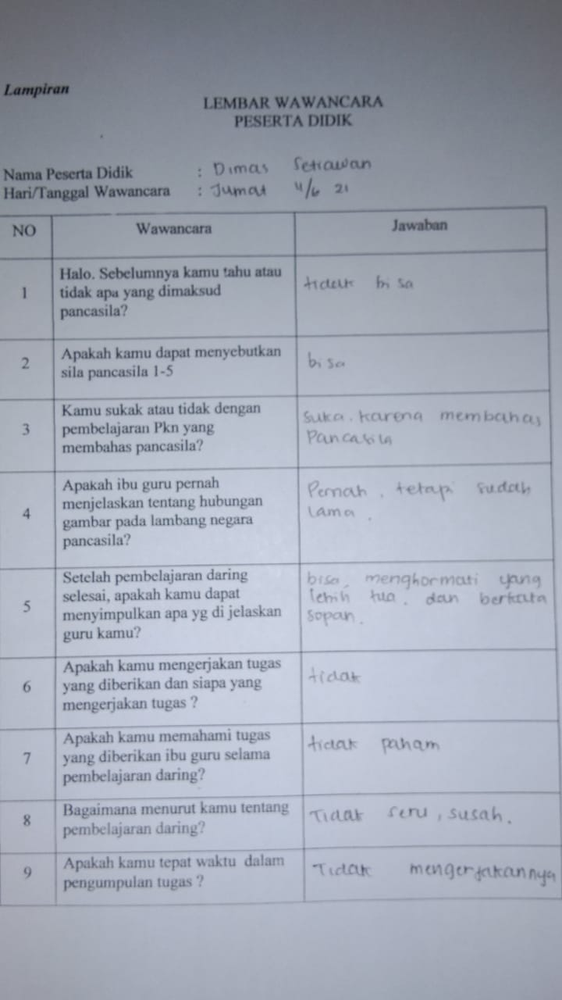 Lampiran
LEMBAR WAWANCARA
PESERTA DIDIK
Nama Peserta Didik : Dimas Setiawan
Hari/Tanggal Wawancara : Jumat 4/6 21
NO Wawancara Jawaban
1
Halo. Sebelumnya kamu tahu atau
tidak apa yang dimaksud
pancasila?
tidak bisa
2
Apakah kamu dapat menyebutkan
sila pancasila 1-5
bisa
3
Kamu sukak atau tidak dengan
pembelajaran Pkn yang
membahas pancasila?
Suka. Karena membahas
Pancasila
4
Apakah ibu guru pernah
menjelaskan tentang hubungan
gambar pada lambang negara
pancasila?
Pernah, tetapi sudah
lama.
5
Setelah pembelajaran daring
selesai, apakah kamu dapat
menyimpulkan apa yg di jelaskan
guru kamu?
bisa, menghormati yang
lebih tua. dan berkata
sopan.
6
Apakah kamu mengerjakan tugas
yang diberikan dan siapa yang
mengerjakan tugas ?
tidak
7
Apakah kamu memahami tugas
yang diberikan ibu guru selama
pembelajaran daring?
tidak paham
8
Bagaimana menurut kamu tentang
pembelajaran daring?
Tidak seru, susah.
9
Apakah kamu tepat waktu dalam
pengumpulan tugas ?
Tidak mengerjakannya